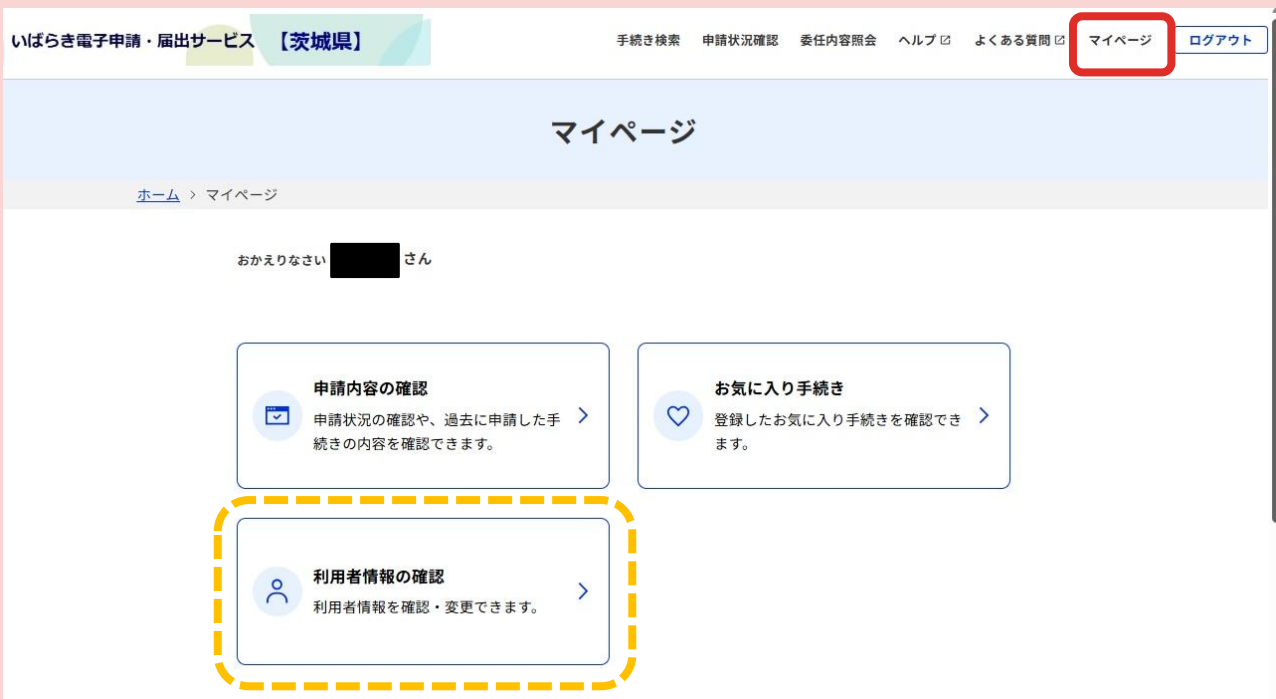 いばらき電子申請・届出サービス 【茨城県】
手続き検索 申請状況確認 委任内容照会 ヘルプ よくある質問 マイページ ログアウト
マイページ
ホーム > マイページ
おかえりなさい さん
申請内容の確認
申請状況の確認や、過去に申請した手
続きの内容を確認できます。
お気に入り手続き
登録したお気に入り手続きを確認でき
ます。
利用者情報の確認
利用者情報を確認・変更できます。